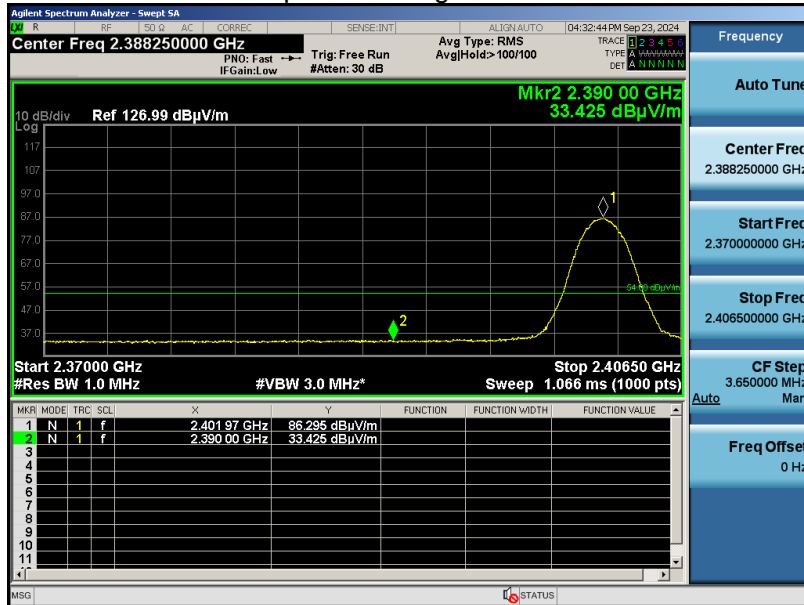 Agilent Spectrum Analyzer - Swept SA
LXI R RF 50 Ω AC CORREC SENSE:INT ALIGN AUTO 04:32:44 PM Sep 23, 2024
Center Freq 2.388250000 GHz
PNO: Fast
IFGain:Low
Trig: Free Run
#Atten: 30 dB
Avg Type: RMS
Avg|Hold:>100/100
TRACE 1 2 3 4 5 6
TYPE A
DET A N N N N N
Mkr2 2.390 00 GHz
33.425 dBµV/m
10 dB/div Ref 126.99 dBµV/m
Log
117
107
97.0
87.0
77.0
67.0
57.0
47.0
37.0
1
2
54.00 dBµV/m
Start 2.37000 GHz Stop 2.40650 GHz
#Res BW 1.0 MHz #VBW 3.0 MHz* Sweep 1.066 ms (1000 pts)
MKR MODE TRC SCL X Y FUNCTION FUNCTION WIDTH FUNCTION VALUE
1 N 1 f 2.401 97 GHz 86.295 dBµV/m
2 N 1 f 2.390 00 GHz 33.425 dBµV/m
3
4
5
6
7
8
9
10
11
MSG STATUS
Frequency
Auto Tune
Center Freq
2.388250000 GHz
Start Freq
2.370000000 GHz
Stop Freq
2.406500000 GHz
CF Step
3.650000 MHz
Auto Man
Freq Offset
0 Hz